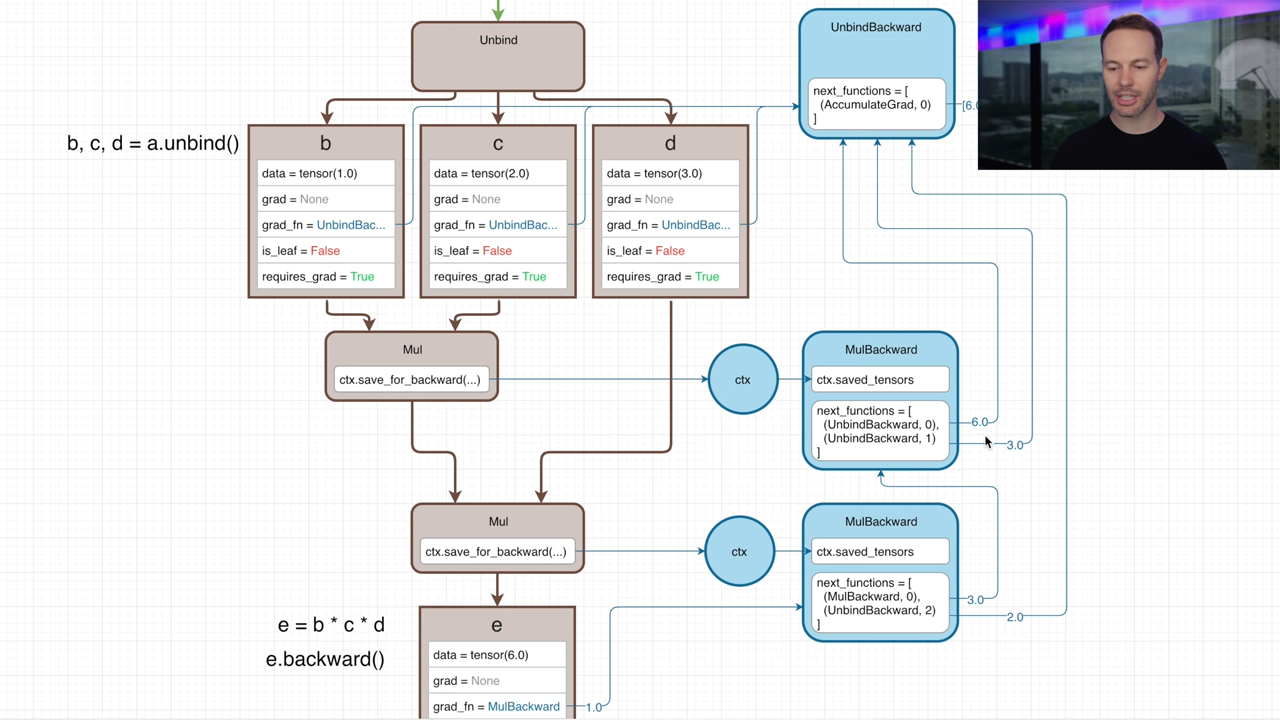 Unbind
UnbindBackward
next_functions = [
(AccumulateGrad, 0)
]
[6.0
b, c, d = a.unbind()
b
data = tensor(1.0)
grad = None
grad_fn = UnbindBac...
is_leaf = False
requires_grad = True
c
data = tensor(2.0)
grad = None
grad_fn = UnbindBac...
is_leaf = False
requires_grad = True
d
data = tensor(3.0)
grad = None
grad_fn = UnbindBac...
is_leaf = False
requires_grad = True
Mul
ctx.save_for_backward(...)
ctx
MulBackward
ctx.saved_tensors
next_functions = [
(UnbindBackward, 0),
(UnbindBackward, 1)
]
6.0
3.0
Mul
ctx.save_for_backward(...)
ctx
MulBackward
ctx.saved_tensors
next_functions = [
(MulBackward, 0),
(UnbindBackward, 2)
]
3.0
2.0
e = b * c * d
e.backward()
e
data = tensor(6.0)
grad = None
grad_fn = MulBackward
1.0